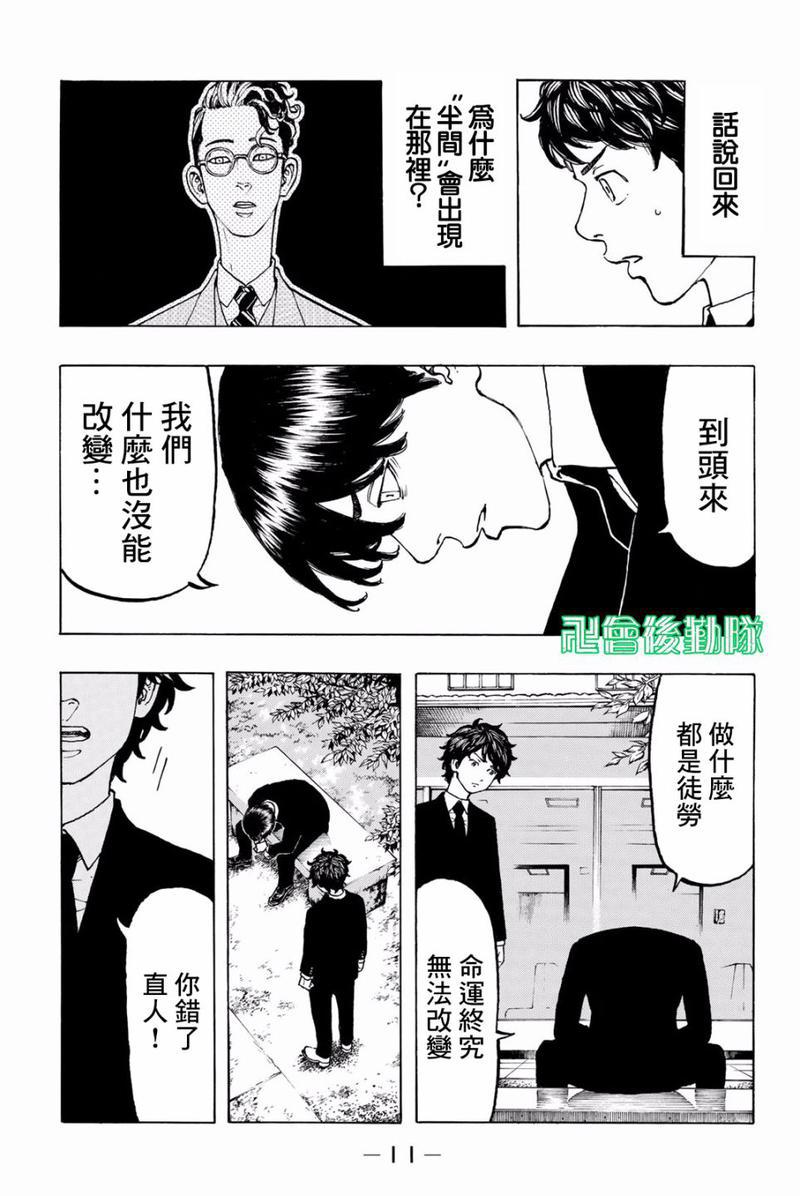 話說回來
爲什麼
"半間"會出現
在那裡？
到頭來
我們
什麼也沒能
改變…
卍會後勤隊
做什麼
都是徒勞
命運終究
無法改變
你錯了
直人！
—11—